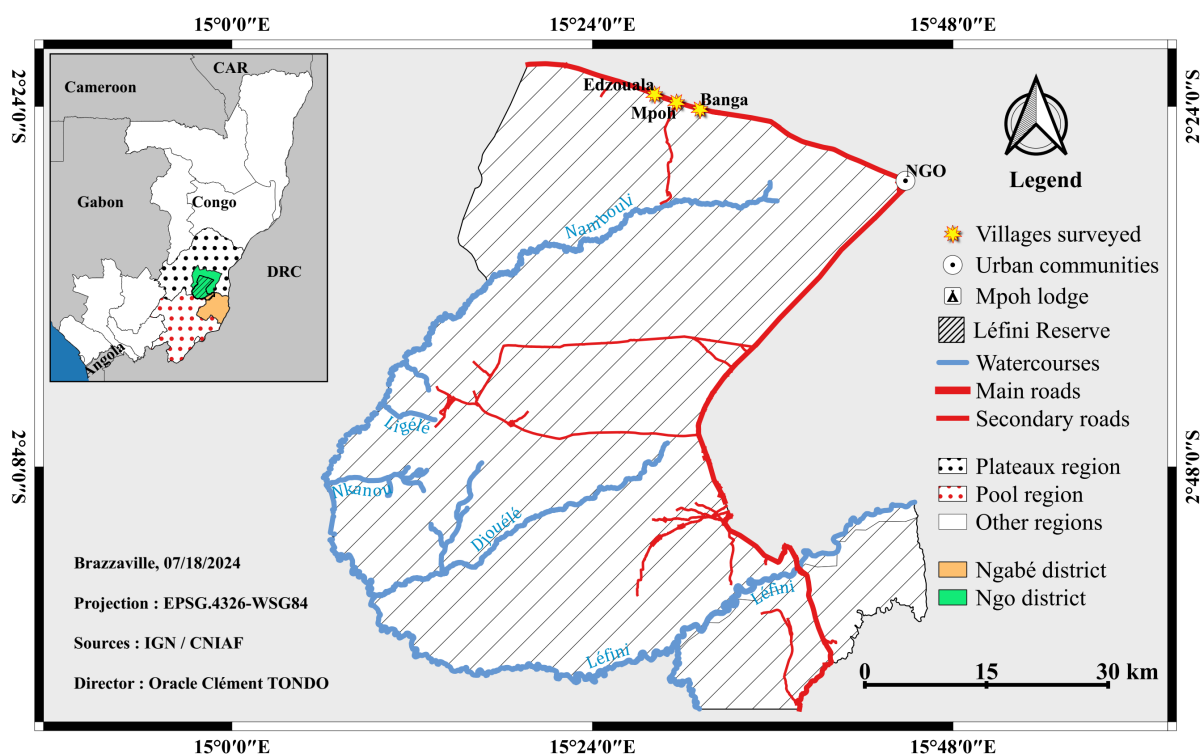 15°0′0″E
15°24′0″E
15°48′0″E
2°24′0″S
2°24′0″S
2°48′0″S
2°48′0″S
CAR
Cameroon
Gabon
Congo
DRC
Angola
Edzouala
Mpoh
Banga
NGO
NambouV
Ligélé
Nkanou
Djouélé
Léfini
Léfini
Legend
Villages surveyed
Urban communities
Mpoh lodge
Léfini Reserve
Watercourses
Main roads
Secondary roads
Plateaux region
Pool region
Other regions
Ngabé district
Ngo district
0 15 30 km
Brazzaville, 07/18/2024
Projection : EPSG.4326-WSG84
Sources : IGN / CNIAF
Director : Oracle Clément TONDO
15°0′0″E
15°24′0″E
15°48′0″E